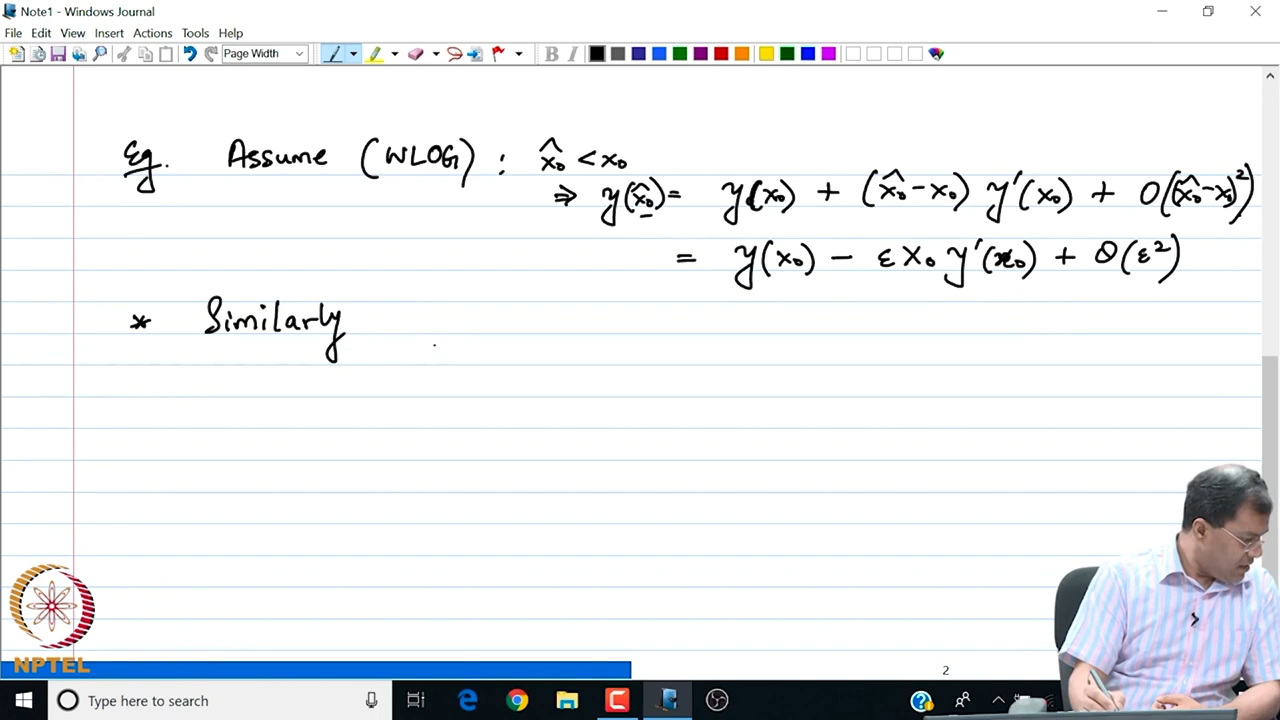 Note1 - Windows Journal
File Edit View Insert Actions Tools Help
Page Width B I
Eg. Assume (WLOG) : x̂₀ < x₀
⇒ y(x̂₀) = y(x₀) + (x̂₀-x₀) y'(x₀) + O((x̂₀-x₀)²)
= y(x₀) - εX₀ y'(x₀) + O(ε²)
* Similarly
NPTEL
2
Type here to search